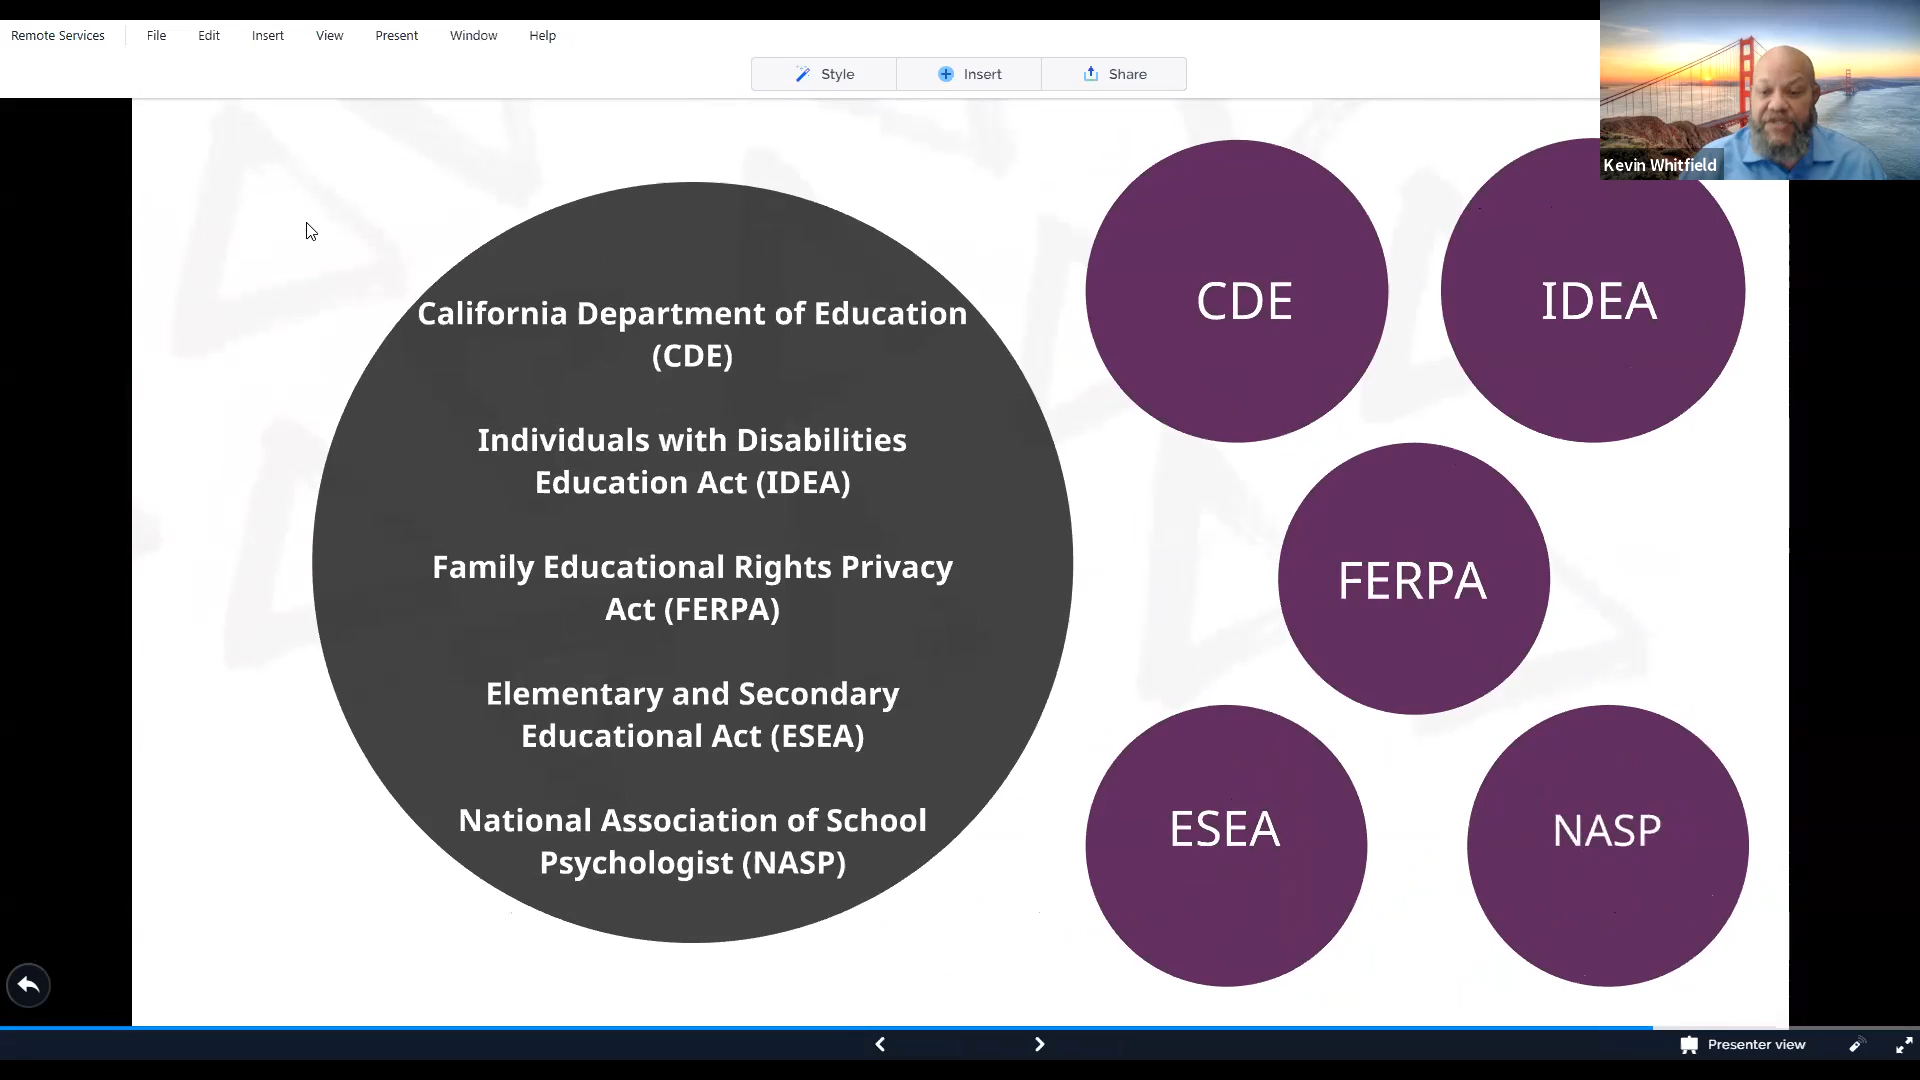 Remote Services
File
Edit
Insert
View
Present
Window
Help
Style
Insert
Share
Kevin Whitfield
California Department of Education
(CDE)
Individuals with Disabilities
Education Act (IDEA)
Family Educational Rights Privacy
Act (FERPA)
Elementary and Secondary
Educational Act (ESEA)
National Association of School
Psychologist (NASP)
CDE
IDEA
FERPA
ESEA
NASP
Presenter view